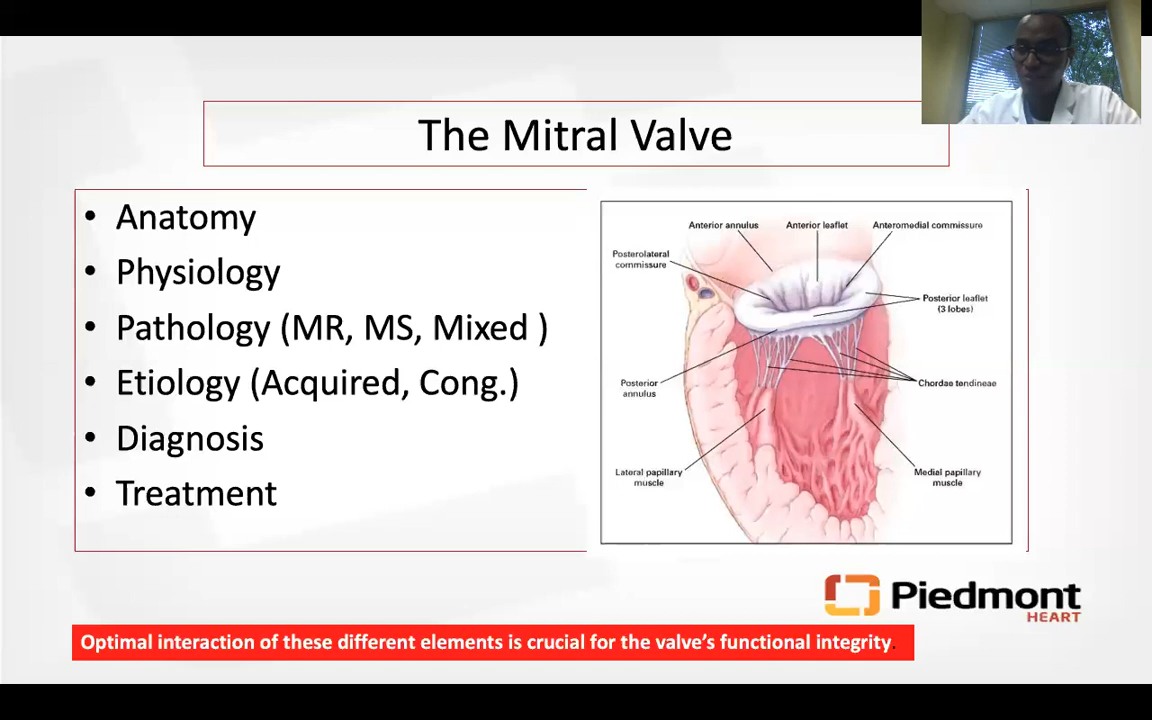 The Mitral Valve
• Anatomy
• Physiology
• Pathology (MR, MS, Mixed )
• Etiology (Acquired, Cong.)
• Diagnosis
• Treatment
Anterior annulus
Anterior leaflet
Anteromedial commissure
Posterolateral
commissure
Posterior leaflet
(3 lobes)
Posterior
annulus
Chordae tendineae
Lateral papillary
muscle
Medial papillary
muscle
Piedmont
HEART
Optimal interaction of these different elements is crucial for the valve's functional integrity.